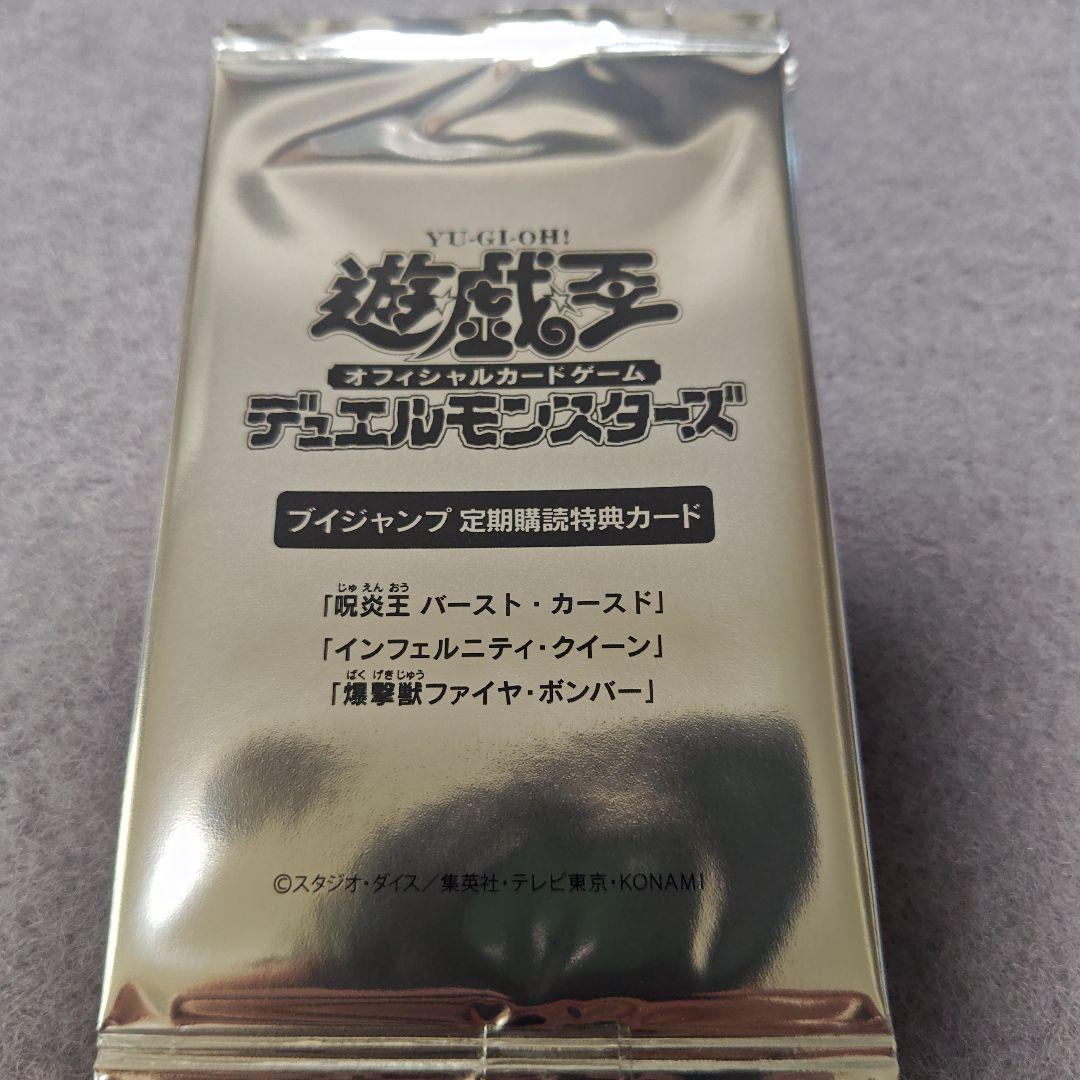 YU-GI-OH!
遊戯王
オフィシャルカードゲーム
デュエルモンスターズ
ブイジャンプ 定期購読特典カード
じゅ えん おう
「呪炎王 バースト・カースド」
「インフェルニティ・クイーン」
ばく げき じゅう
「爆撃獣ファイヤ・ボンバー」
©スタジオ・ダイス／集英社・テレビ東京・KONAMI